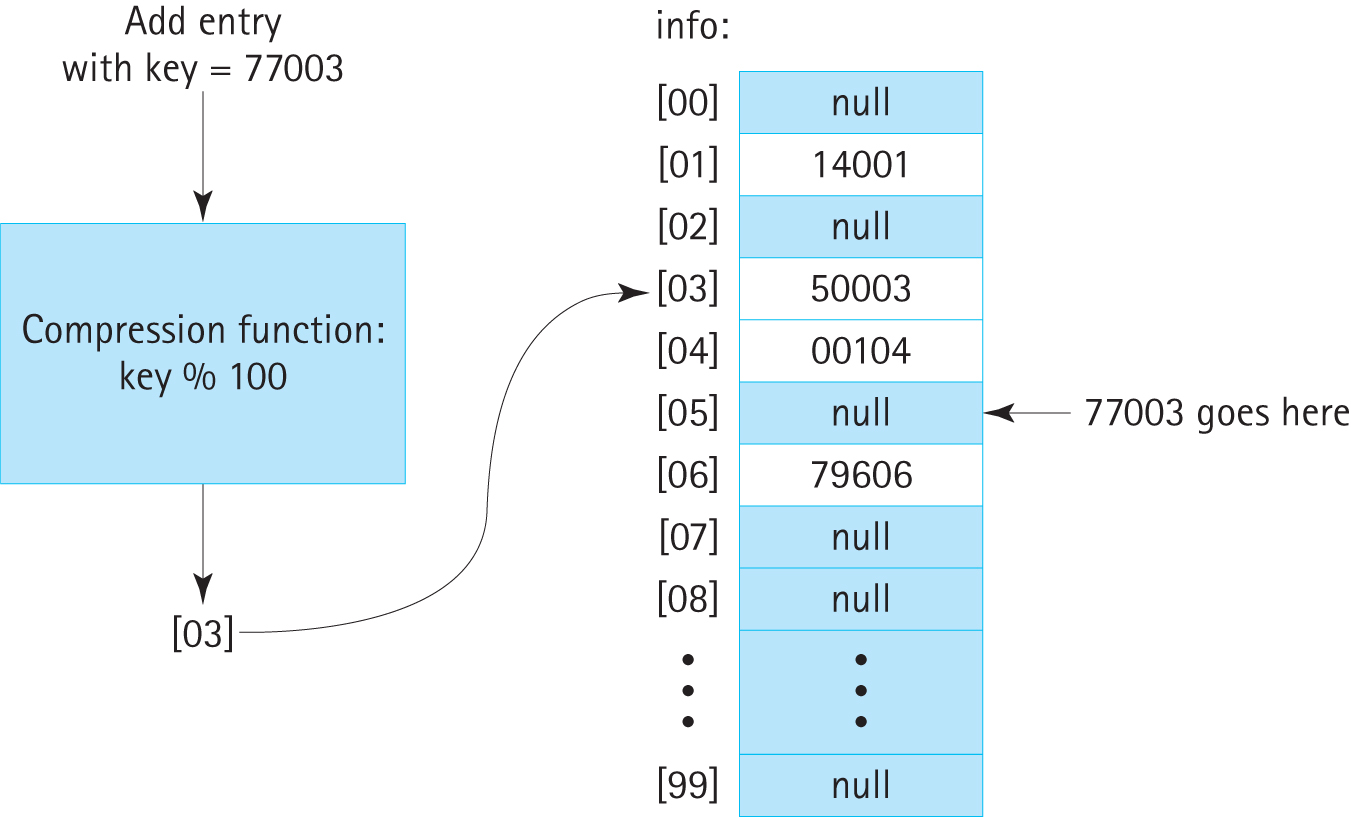 Add entry
with key = 77003
Compression function:
key % 100
[03]
info:
[00] null
[01] 14001
[02] null
[03] 50003
[04] 00104
[05] null
77003 goes here
[06] 79606
[07] null
[08] null
[99] null